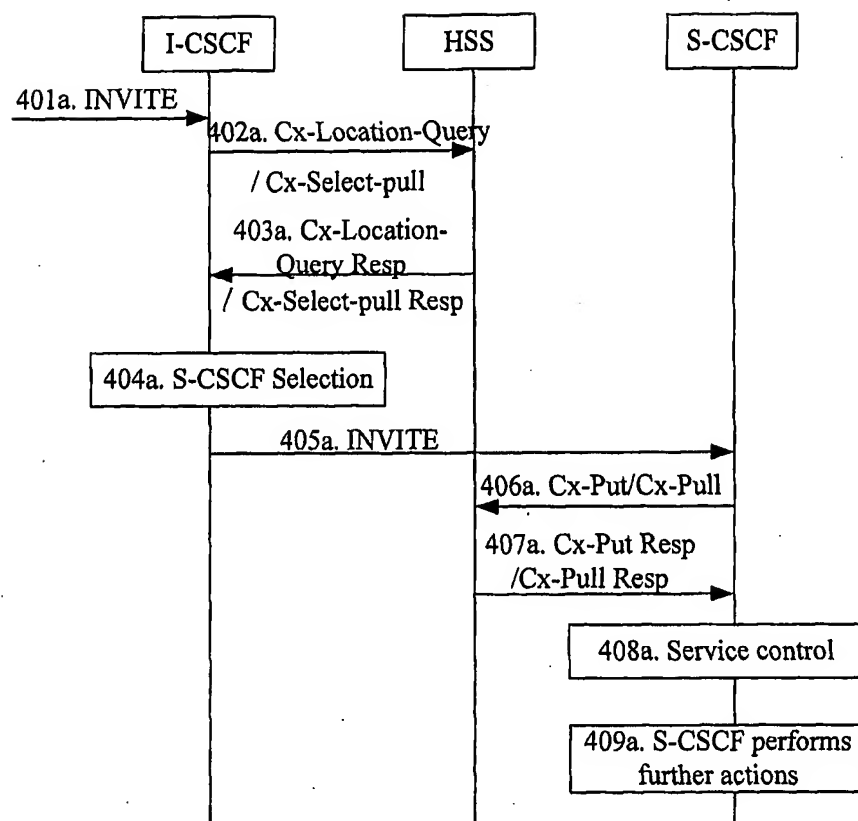 I-CSCF
HSS
S-CSCF
401a. INVITE
402a. Cx-Location-Query
/ Cx-Select-pull
403a. Cx-Location-
Query Resp
/ Cx-Select-pull Resp
404a. S-CSCF Selection
405a. INVITE
406a. Cx-Put/Cx-Pull
407a. Cx-Put Resp
/Cx-Pull Resp
408a. Service control
409a. S-CSCF performs
further actions